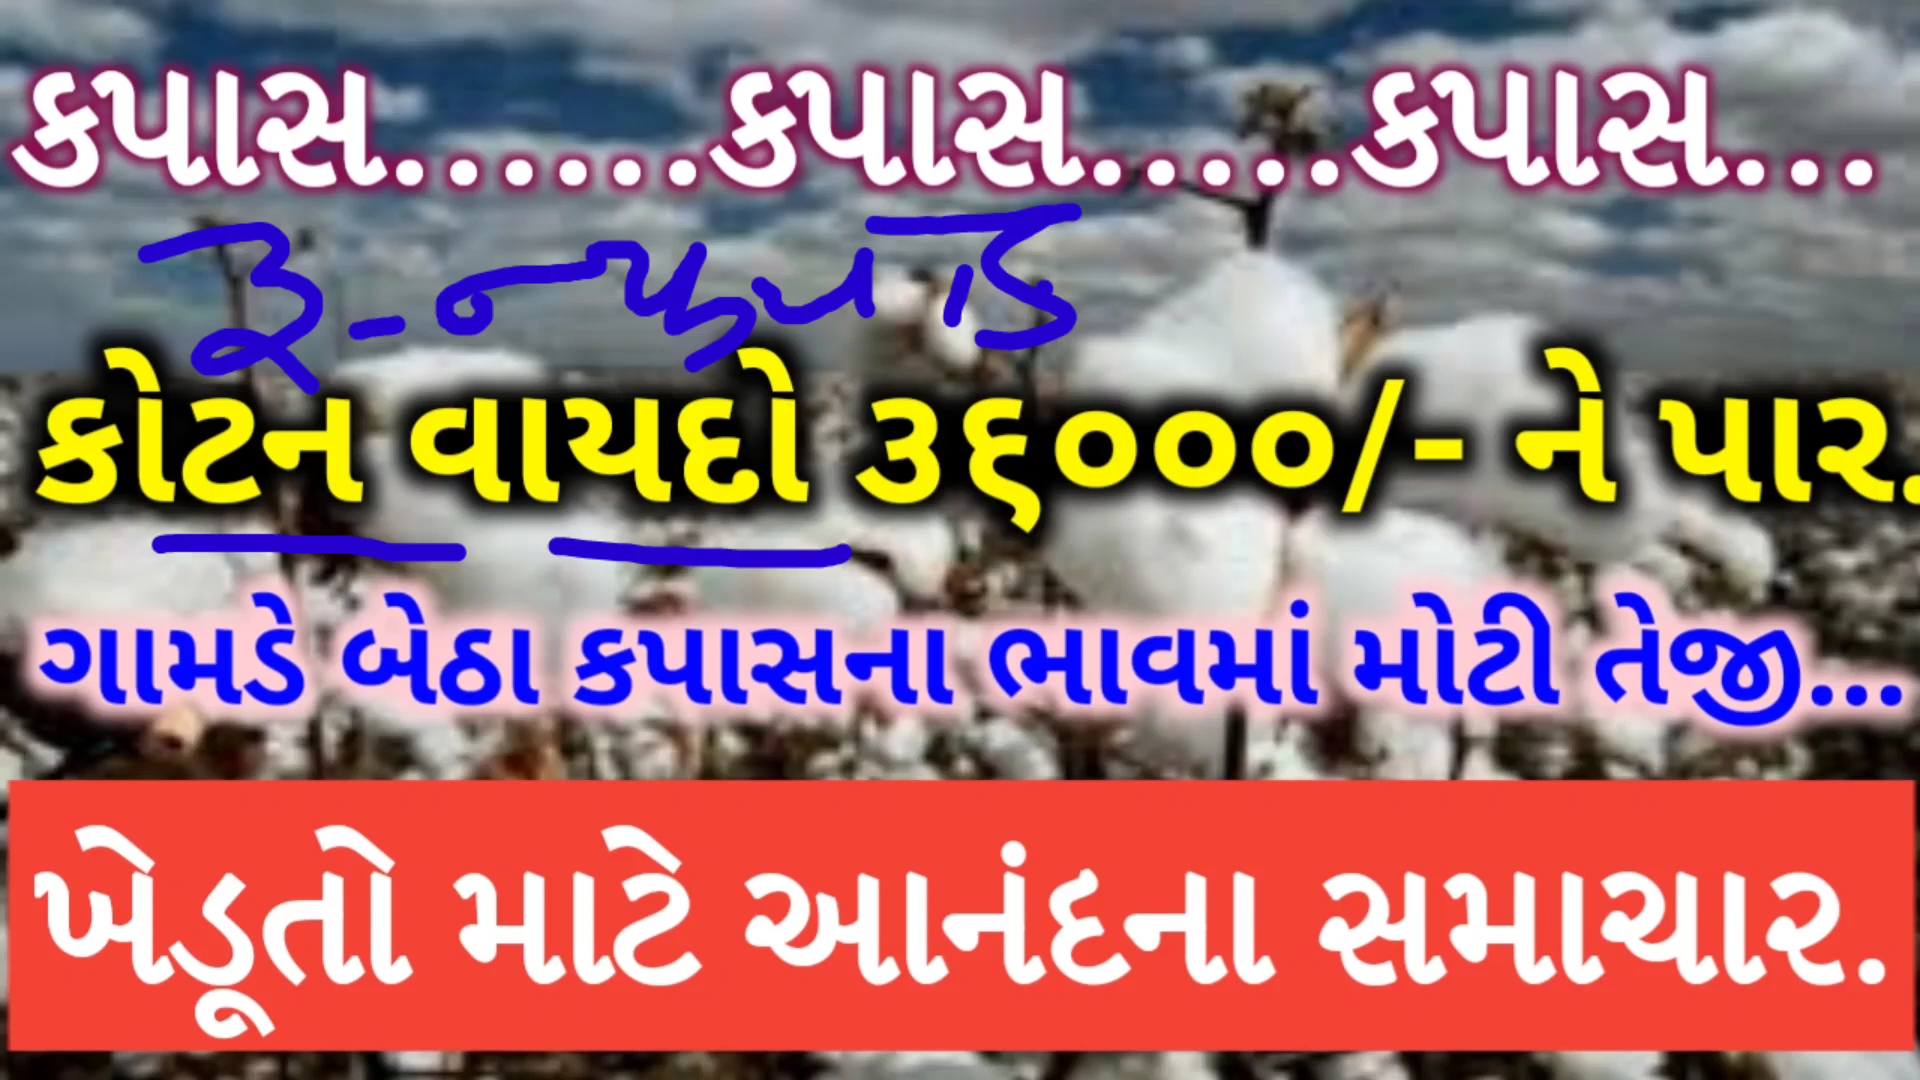 કપાસ......કપાસ.....કપાસ...
કોટન વાયદો ૩૬૦૦૦/- ને પાર.
ગામડે બેઠા કપાસના ભાવમાં મોટી તેજી...
ખેડૂતો માટે આનંદના સમાચાર.